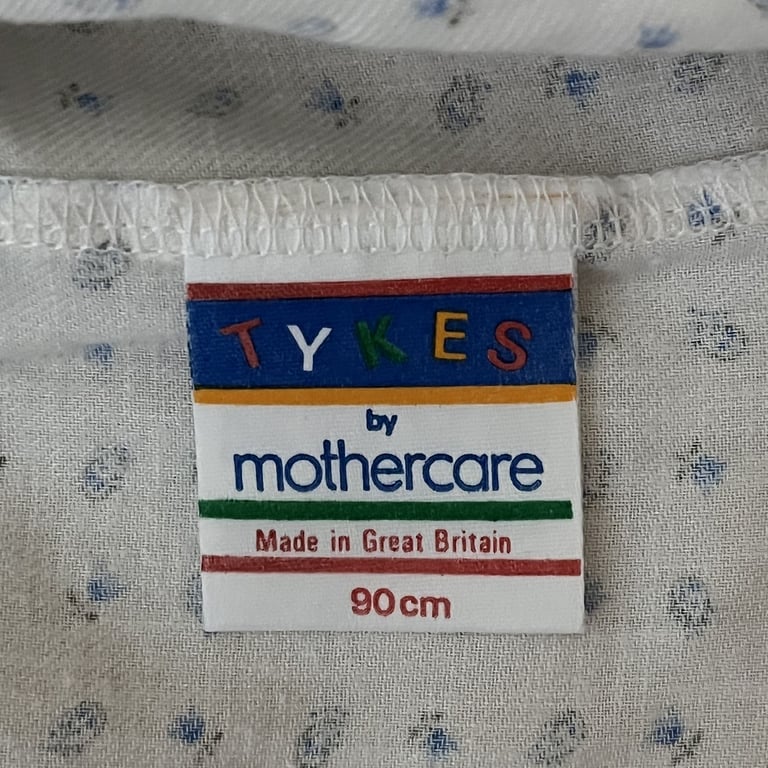 TYKES
by
mothercare
Made in Great Britain
90cm